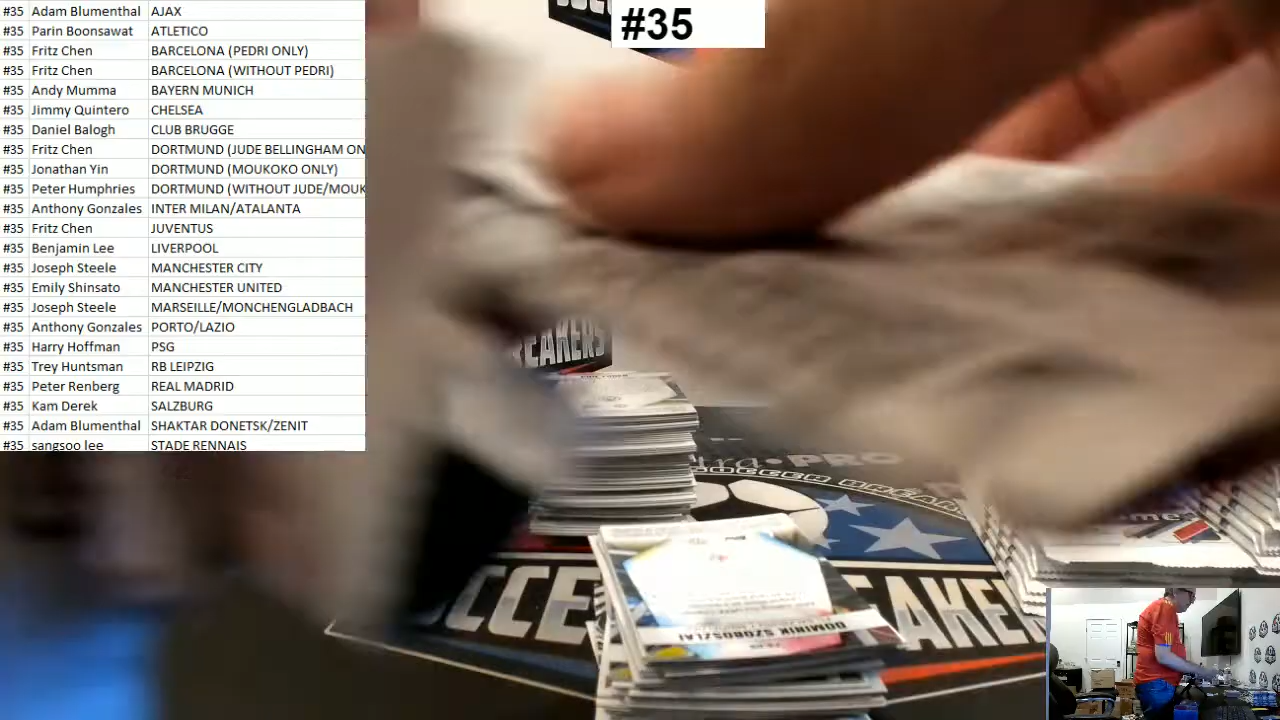 #35 Adam Blumenthal AJAX
#35 Parin Boonsawat ATLETICO
#35 Fritz Chen BARCELONA (PEDRI ONLY)
#35 Fritz Chen BARCELONA (WITHOUT PEDRI)
#35 Andy Mumma BAYERN MUNICH
#35 Jimmy Quintero CHELSEA
#35 Daniel Balogh CLUB BRUGGE
#35 Fritz Chen DORTMUND (JUDE BELLINGHAM ON
#35 Jonathan Yin DORTMUND (MOUKOKO ONLY)
#35 Peter Humphries DORTMUND (WITHOUT JUDE/MOUK
#35 Anthony Gonzales INTER MILAN/ATALANTA
#35 Fritz Chen JUVENTUS
#35 Benjamin Lee LIVERPOOL
#35 Joseph Steele MANCHESTER CITY
#35 Emily Shinsato MANCHESTER UNITED
#35 Joseph Steele MARSEILLE/MONCHENGLADBACH
#35 Anthony Gonzales PORTO/LAZIO
#35 Harry Hoffman PSG
#35 Trey Huntsman RB LEIPZIG
#35 Peter Renberg REAL MADRID
#35 Kam Derek SALZBURG
#35 Adam Blumenthal SHAKTAR DONETSK/ZENIT
#35 sangsoo lee STADE RENNAIS
#35
EAKERS
PRO
SOCCER BREAK
SOCCE EAKE
DOMINIK SZOBOSZLAI